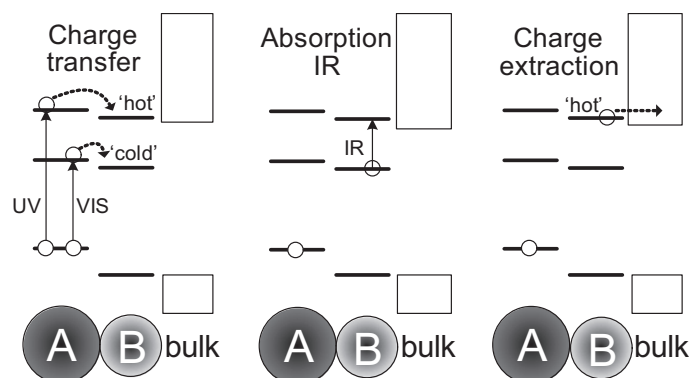 Charge
transfer
'hot'
'cold'
UV
VIS
A
B
bulk
Absorption
IR
IR
A
B
bulk
Charge
extraction
'hot'
A
B
bulk